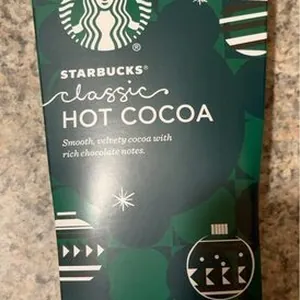 STARBUCKS®
classic
HOT COCOA
Smooth, velvety cocoa with
rich chocolate notes.